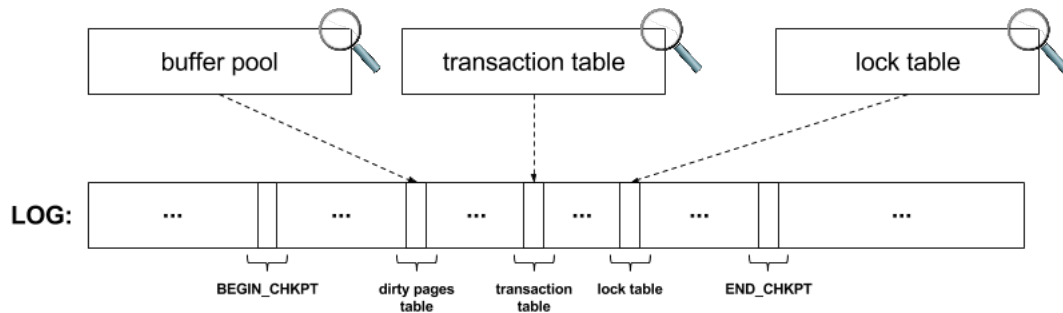 buffer pool
transaction table
lock table
LOG:
...
...
...
...
...
...
BEGIN_CHKPT
dirty pages
table
transaction
table
lock table
END_CHKPT